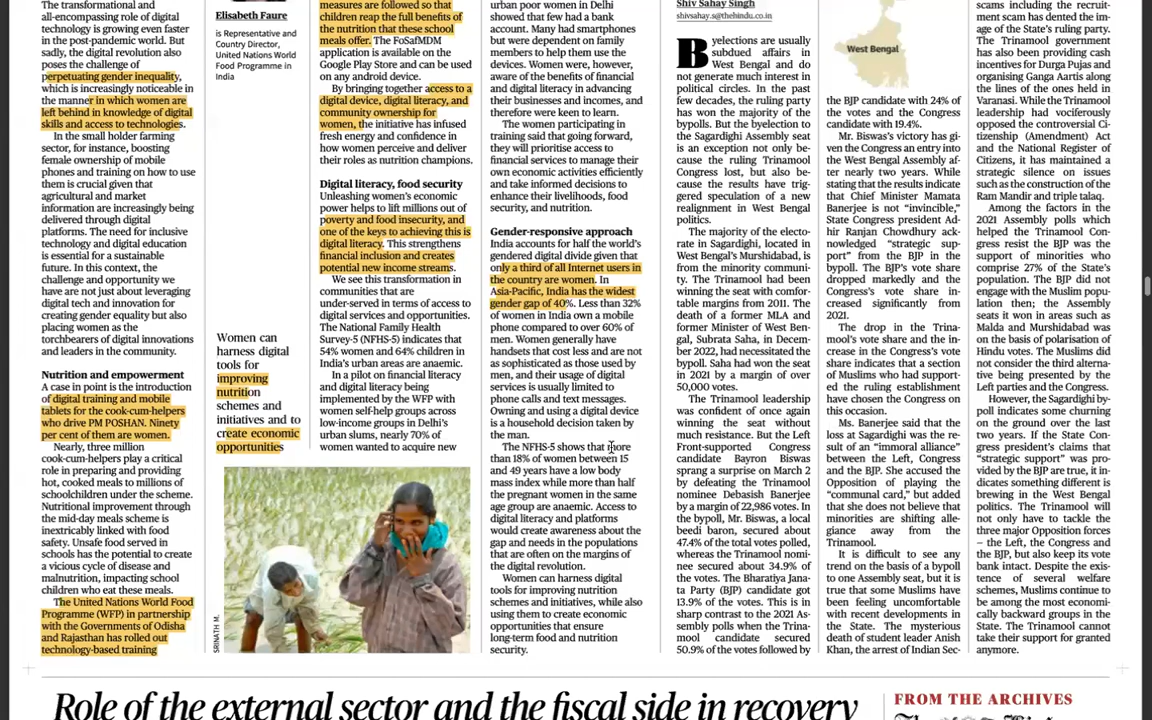 The transformational and
all-encompassing role of digital
technology is growing even faster
in the post-pandemic world. But
sadly, the digital revolution also
poses the challenge of
perpetuating gender inequality,
which is increasingly noticeable in
the manner in which women are
left behind in knowledge of digital
skills and access to technologies.
In the small holder farming
sector, for instance, boosting
female ownership of mobile
phones and training on how to use
them is crucial given that
agricultural and market
information are increasingly being
delivered through digital
platforms. The need for inclusive
technology and digital education
is essential for a sustainable
future. In this context, the
challenge and opportunity we
have are not just about leveraging
digital tech and innovation for
creating gender equality but also
placing women as the
torchbearers of digital innovations
and leaders in the community.
Nutrition and empowerment
A case in point is the introduction
of digital training and mobile
tablets for the cook-cum-helpers
who drive PM POSHAN. Ninety
per cent of them are women.
Nearly, three million
cook-cum-helpers play a critical
role in preparing and providing
hot, cooked meals to millions of
schoolchildren under the scheme.
Nutritional improvement through
the mid-day meals scheme is
inextricably linked with food
safety. Unsafe food served in
schools has the potential to create
a vicious cycle of disease and
malnutrition, impacting school
children who eat these meals.
The United Nations World Food
Programme (WFP) in partnership
with the Governments of Odisha
and Rajasthan has rolled out
technology-based training
Elisabeth Faure
is Representative and
Country Director,
United Nations World
Food Programme in
India
Women can
harness digital
tools for
improving
nutrition
schemes and
initiatives and to
create economic
opportunities
SRINATH M.
measures are followed so that
children reap the full benefits of
the nutrition that these school
meals offer. The FoSafMDM
application is available on the
Google Play Store and can be used
on any android device.
By bringing together access to a
digital device, digital literacy, and
community ownership for
women, the initiative has infused
fresh energy and confidence in
how women perceive and deliver
their roles as nutrition champions.
Digital literacy, food security
Unleashing women's economic
power helps to lift millions out of
poverty and food insecurity, and
one of the keys to achieving this is
digital literacy. This strengthens
financial inclusion and creates
potential new income streams.
We see this transformation in
communities that are
under-served in terms of access to
digital services and opportunities.
The National Family Health
Survey-5 (NFHS-5) indicates that
54% women and 64% children in
India's urban areas are anaemic.
In a pilot on financial literacy
and digital literacy being
implemented by the WFP with
women self-help groups across
low-income groups in Delhi's
urban slums, nearly 70% of
women wanted to acquire new
urban poor women in Delhi
showed that few had a bank
account. Many had smartphones
but were dependent on family
members to help them use the
devices. Women were, however,
aware of the benefits of financial
and digital literacy in advancing
their businesses and incomes, and
therefore were keen to learn.
The women participating in
training said that going forward,
they will prioritise access to
financial services to manage their
own economic activities efficiently
and take informed decisions to
enhance their livelihoods, food
security, and nutrition.
Gender-responsive approach
India accounts for half the world's
gendered digital divide given that
only a third of all Internet users in
the country are women. In
Asia-Pacific, India has the widest
gender gap of 40%. Less than 32%
of women in India own a mobile
phone compared to over 60% of
men. Women generally have
handsets that cost less and are not
as sophisticated as those used by
men, and their usage of digital
services is usually limited to
phone calls and text messages.
Owning and using a digital device
is a household decision taken by
the man.
The NFHS-5 shows that more
than 18% of women between 15
and 49 years have a low body
mass index while more than half
the pregnant women in the same
age group are anaemic. Access to
digital literacy and platforms
would create awareness about the
gap and needs in the populations
that are often on the margins of
the digital revolution.
Women can harness digital
tools for improving nutrition
schemes and initiatives, while also
using them to create economic
opportunities that ensure
long-term food and nutrition
security.
Shiv Sahay Singh
shivsahay.s@thehindu.co.in
Byelections are usually
subdued affairs in
West Bengal and do
not generate much interest in
political circles. In the past
few decades, the ruling party
has won the majority of the
bypolls. But the byelection to
the Sagardighi Assembly seat
is an exception not only be-
cause the ruling Trinamool
Congress lost, but also be-
cause the results have trig-
gered speculation of a new
realignment in West Bengal
politics.
The majority of the electo-
rate in Sagardighi, located in
West Bengal's Murshidabad, is
from the minority communi-
ty. The Trinamool had been
winning the seat with comfor-
table margins from 2011. The
death of a former MLA and
former Minister of West Ben-
gal, Subrata Saha, in Decem-
ber 2022, had necessitated the
bypoll. Saha had won the seat
in 2021 by a margin of over
50,000 votes.
The Trinamool leadership
was confident of once again
winning the seat without
much resistance. But the Left
Front-supported Congress
candidate Bayron Biswas
sprang a surprise on March 2
by defeating the Trinamool
nominee Debasish Banerjee
by a margin of 22,986 votes. In
the bypoll, Mr. Biswas, a local
beedi baron, secured about
47.4% of the total votes polled,
whereas the Trinamool nomi-
nee secured about 34.9% of
the votes. The Bharatiya Jana-
ta Party (BJP) candidate got
13.9% of the votes. This is in
sharp contrast to the 2021 As-
sembly polls when the Trina-
mool candidate secured
50.9% of the votes followed by
West Bengal
the BJP candidate with 24% of
the votes and the Congress
candidate with 19.4%.
Mr. Biswas's victory has gi-
ven the Congress an entry into
the West Bengal Assembly af-
ter nearly two years. While
stating that the results indicate
that Chief Minister Mamata
Banerjee is not "invincible,"
State Congress president Ad-
hir Ranjan Chowdhury ack-
nowledged "strategic sup-
port" from the BJP in the
bypoll. The BJP's vote share
dropped markedly and the
Congress's vote share in-
creased significantly from
2021.
The drop in the Trina-
mool's vote share and the in-
crease in the Congress's vote
share indicates that a section
of Muslims who had support-
ed the ruling establishment
have chosen the Congress on
this occasion.
Ms. Banerjee said that the
loss at Sagardighi was the re-
sult of an "immoral alliance"
between the Left, Congress
and the BJP. She accused the
Opposition of playing the
"communal card," but added
that she does not believe that
minorities are shifting alle-
giance away from the
Trinamool.
It is difficult to see any
trend on the basis of a bypoll
to one Assembly seat, but it is
true that some Muslims have
been feeling uncomfortable
with recent developments in
the State. The mysterious
death of student leader Anish
Khan, the arrest of Indian Sec-
scams including the recruit-
ment scam has dented the im-
age of the State's ruling party.
The Trinamool government
has also been providing cash
incentives for Durga Pujas and
organising Ganga Aartis along
the lines of the ones held in
Varanasi. While the Trinamool
leadership had vociferously
opposed the controversial Ci-
tizenship (Amendment) Act
and the National Register of
Citizens, it has maintained a
strategic silence on issues
such as the construction of the
Ram Mandir and triple talaq.
Among the factors in the
2021 Assembly polls which
helped the Trinamool Con-
gress resist the BJP was the
support of minorities who
comprise 27% of the State's
population. The BJP did not
engage with the Muslim popu-
lation then; the Assembly
seats it won in areas such as
Malda and Murshidabad was
on the basis of polarisation of
Hindu votes. The Muslims did
not consider the third alterna-
tive being presented by the
Left parties and the Congress.
However, the Sagardighi by-
poll indicates some churning
on the ground over the last
two years. If the State Con-
gress president's claims that
"strategic support" was pro-
vided by the BJP are true, it in-
dicates something different is
brewing in the West Bengal
politics. The Trinamool will
not only have to tackle the
three major Opposition forces
– the Left, the Congress and
the BJP, but also keep its vote
bank intact. Despite the exis-
tence of several welfare
schemes, Muslims continue to
be among the most economi-
cally backward groups in the
State. The Trinamool cannot
take their support for granted
anymore.
Role of the external sector and the fiscal side in recovery
FROM THE ARCHIVES